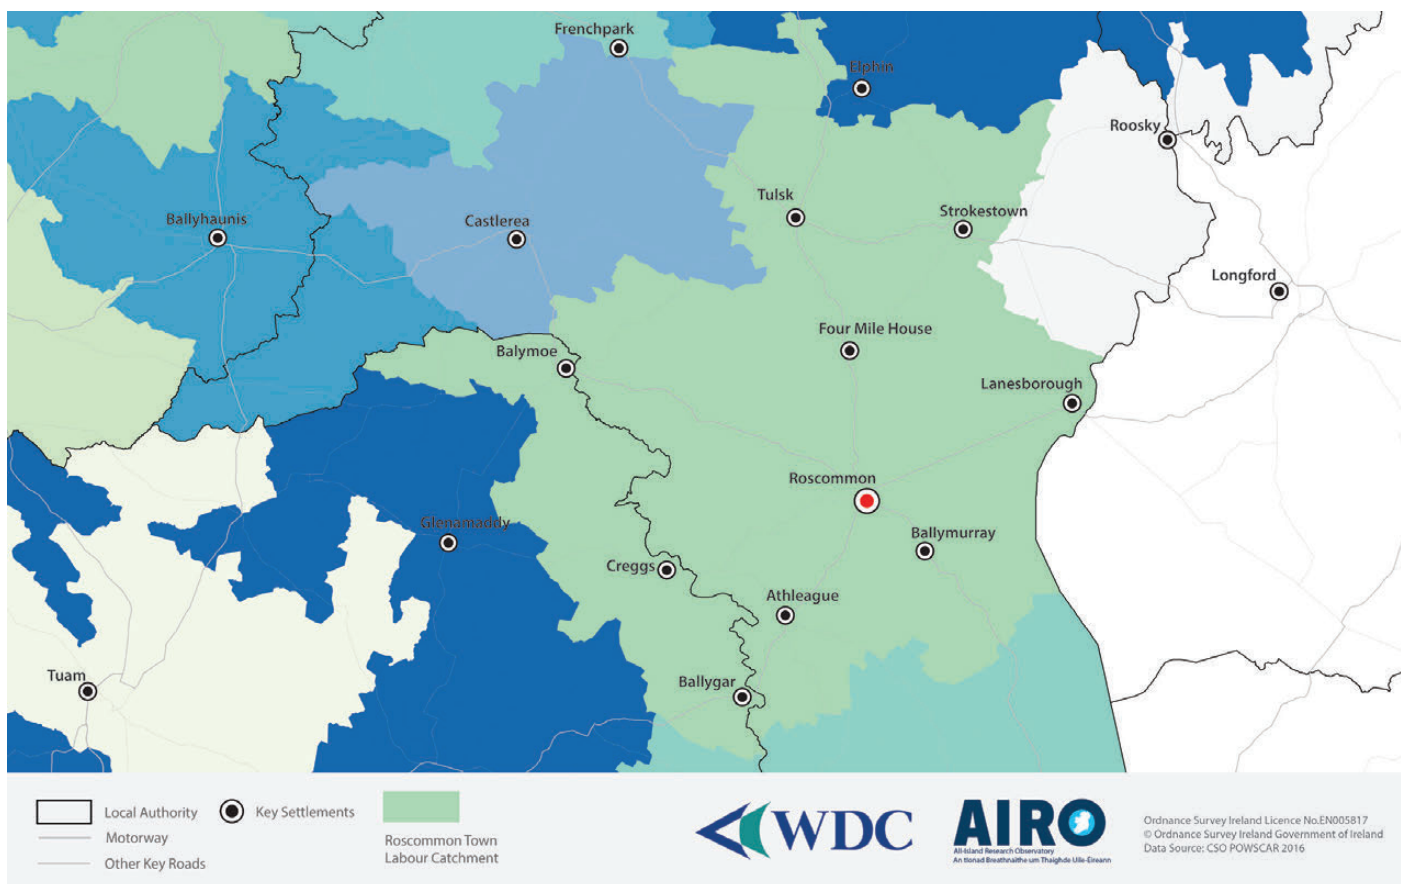 Frenchpark
Elphin
Roosky
Tulsk
Strokestown
Ballyhaunis
Castlerea
Longford
Four Mile House
Balymoe
Lanesborough
Roscommon
Glenamaddy
Ballymurray
Creggs
Athleague
Tuam
Ballygar
Local Authority
Key Settlements
Motorway
Other Key Roads
Roscommon Town
Labour Catchment
WDC
AIRO
All-Island Research Observatory
An tIonad Breathnaithe um Thaighde Uile-Éireann
Ordnance Survey Ireland Licence No.EN005817
© Ordnance Survey Ireland Government of Ireland
Data Source: CSO POWSCAR 2016